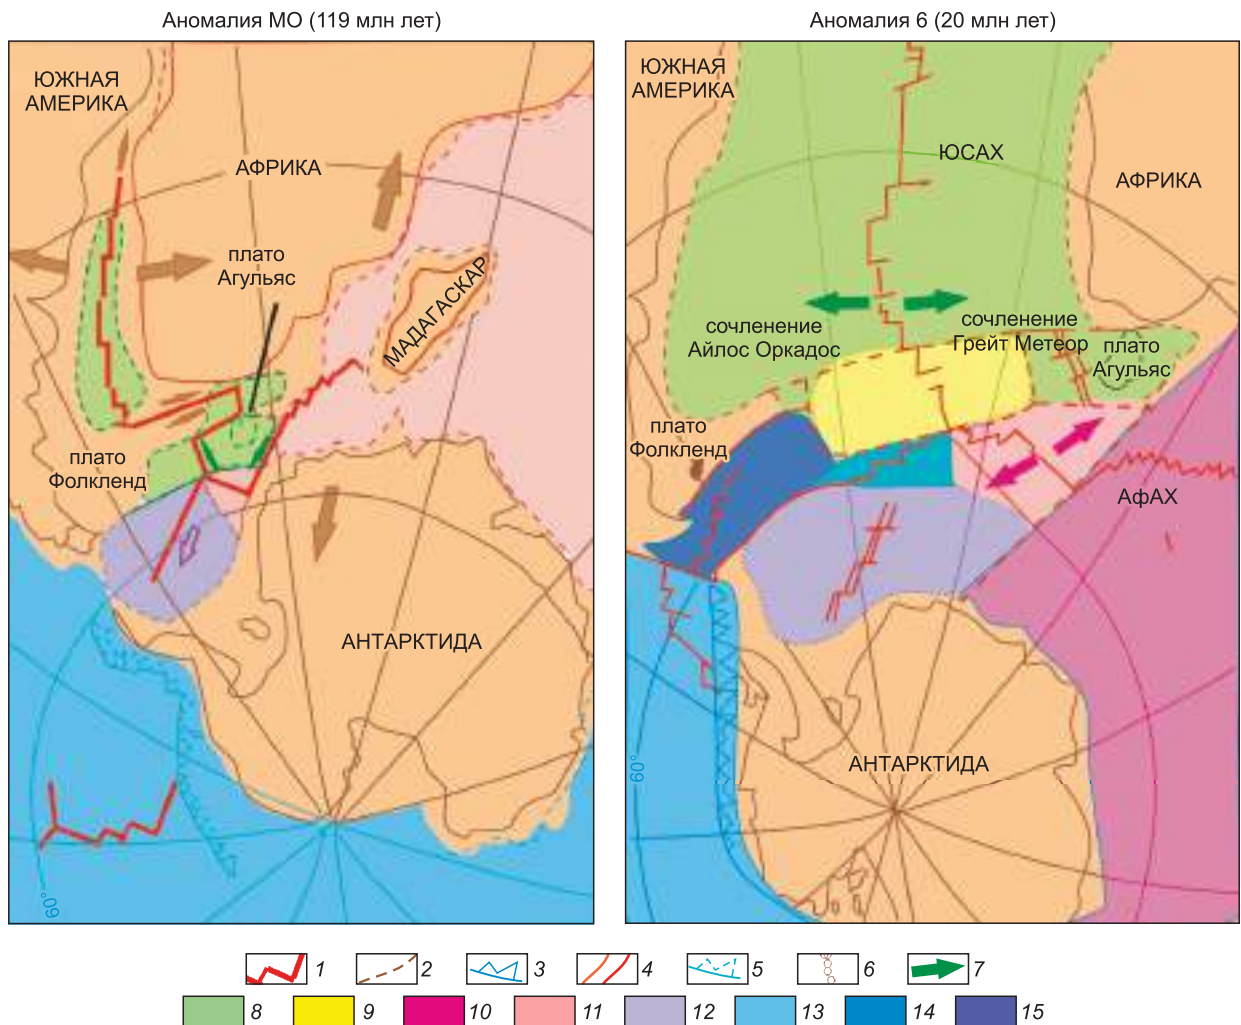 Аномалия МО (119 млн лет)
Аномалия 6 (20 млн лет)
ЮЖНАЯ
АМЕРИКА
АФРИКА
плато
Агульяс
МАДАГАСКАР
плато
Фолкленд
АНТАРКТИДА
60°
ЮЖНАЯ
АМЕРИКА
ЮСАХ
АФРИКА
сочленение
Айлос Оркадос
сочленение
Грейт Метеор
плато
Агульяс
плато
Фолкленд
АфАХ
АНТАРКТИДА
60°
1 2 3 4 5 6 7
8 9 10 11 12 13 14 15